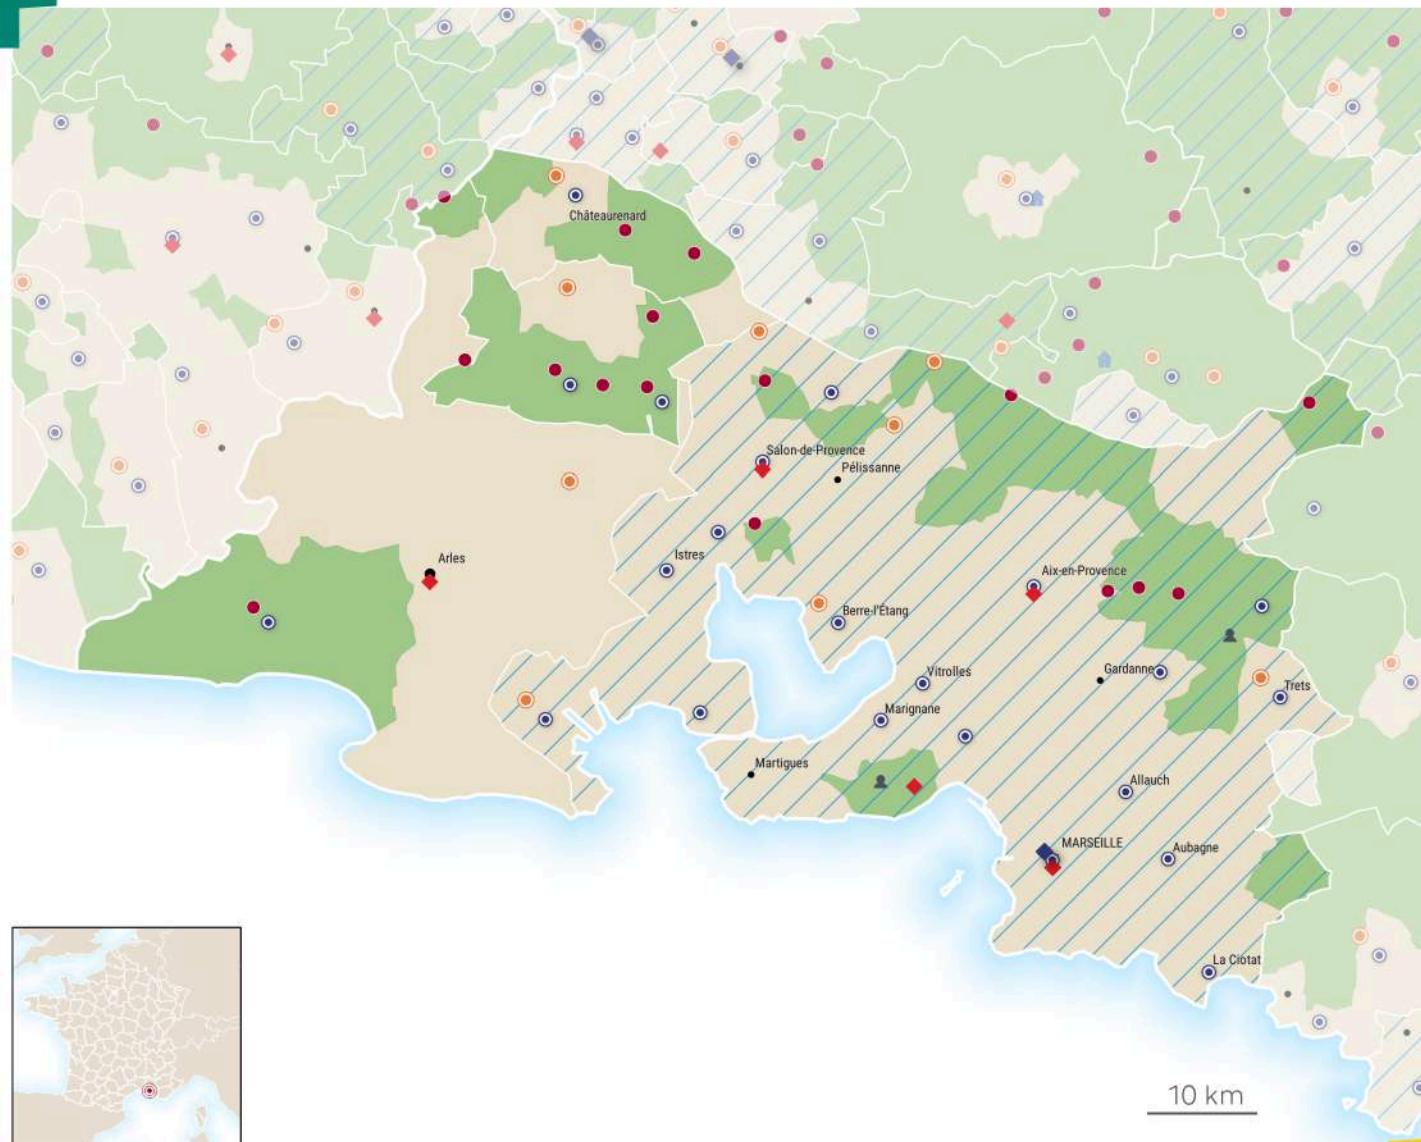 Châteaurenard
Salon-de-Provence
Pélissanne
Arles
Istres
Aix-en-Provence
Berre-l'Étang
Vitrolles
Gardanne
Trets
Marignane
Martigues
Allauch
MARSEILLE
Aubagne
La Ciotat
10 km